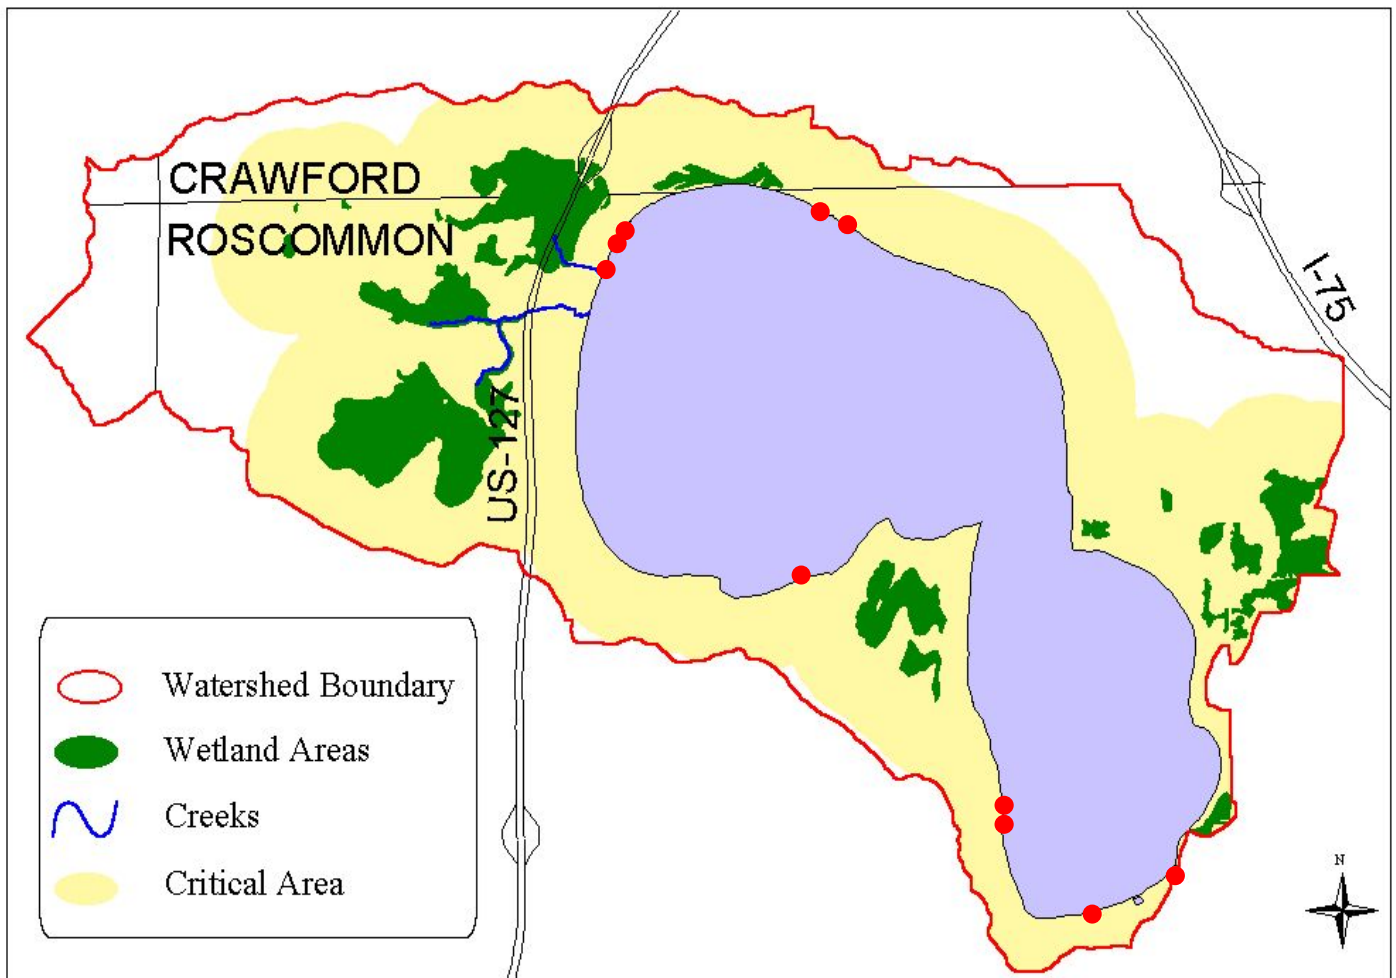 CRAWFORD
ROSCOMMON
I-75
US-127
Watershed Boundary
Wetland Areas
Creeks
Critical Area
N